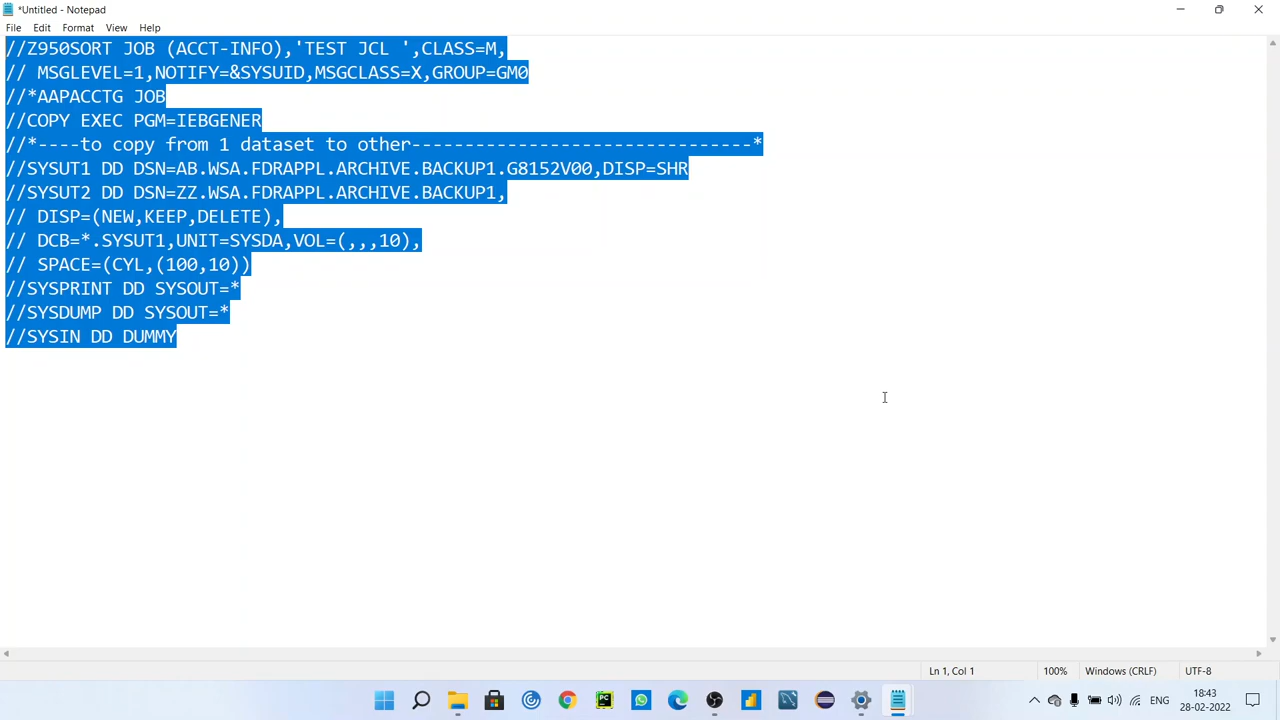 *Untitled - Notepad
File Edit Format View Help
//Z950SORT JOB (ACCT-INFO),'TEST JCL ',CLASS=M,
// MSGLEVEL=1,NOTIFY=&SYSUID,MSGCLASS=X,GROUP=GM0
//*AAPACCTG JOB
//COPY EXEC PGM=IEBGENER
//*----to copy from 1 dataset to other--------------------------------*
//SYSUT1 DD DSN=AB.WSA.FDRAPPL.ARCHIVE.BACKUP1.G8152V00,DISP=SHR
//SYSUT2 DD DSN=ZZ.WSA.FDRAPPL.ARCHIVE.BACKUP1,
// DISP=(NEW,KEEP,DELETE),
// DCB=*.SYSUT1,UNIT=SYSDA,VOL=(,,,10),
// SPACE=(CYL,(100,10))
//SYSPRINT DD SYSOUT=*
//SYSDUMP DD SYSOUT=*
//SYSIN DD DUMMY
Ln 1, Col 1 100% Windows (CRLF) UTF-8
PC
ENG
18:43
28-02-2022